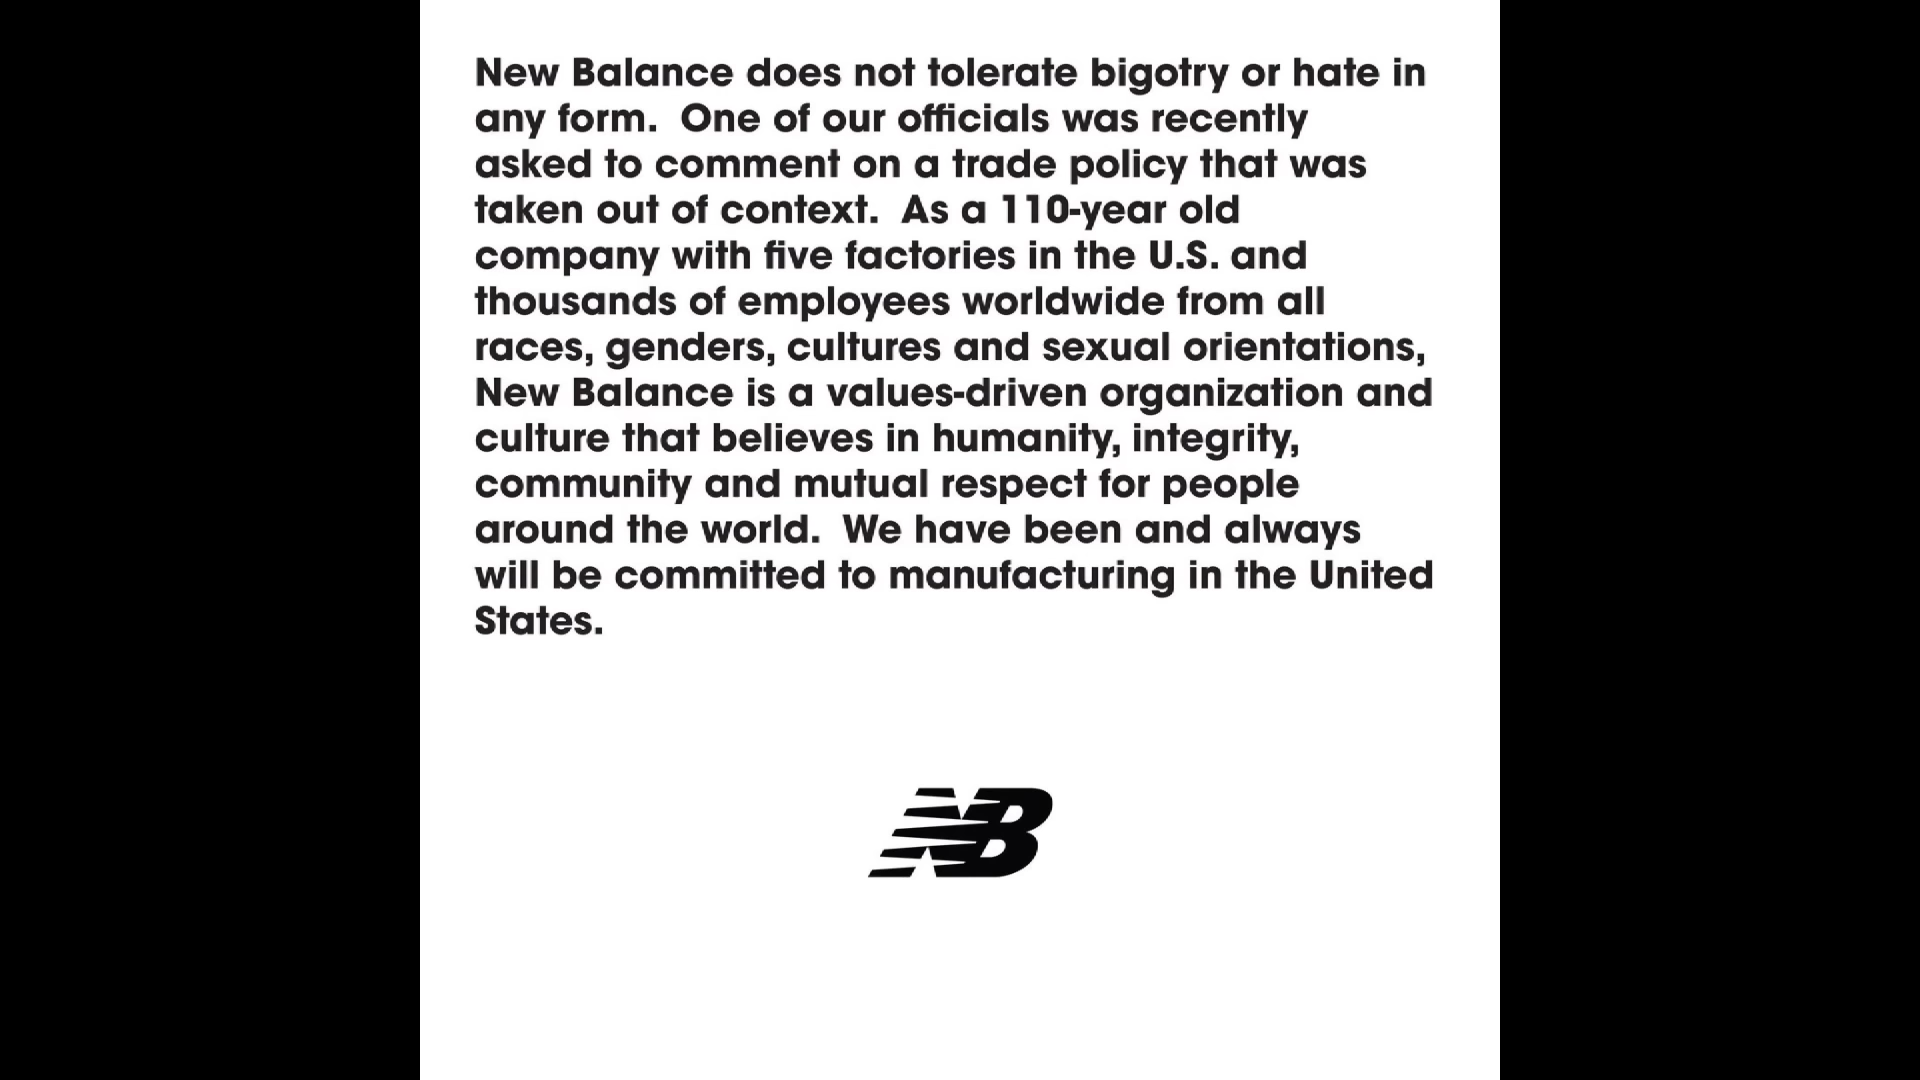 New Balance does not tolerate bigotry or hate in
any form.  One of our officials was recently
asked to comment on a trade policy that was
taken out of context.  As a 110-year old
company with five factories in the U.S. and
thousands of employees worldwide from all
races, genders, cultures and sexual orientations,
New Balance is a values-driven organization and
culture that believes in humanity, integrity,
community and mutual respect for people
around the world.  We have been and always
will be committed to manufacturing in the United
States.
NB